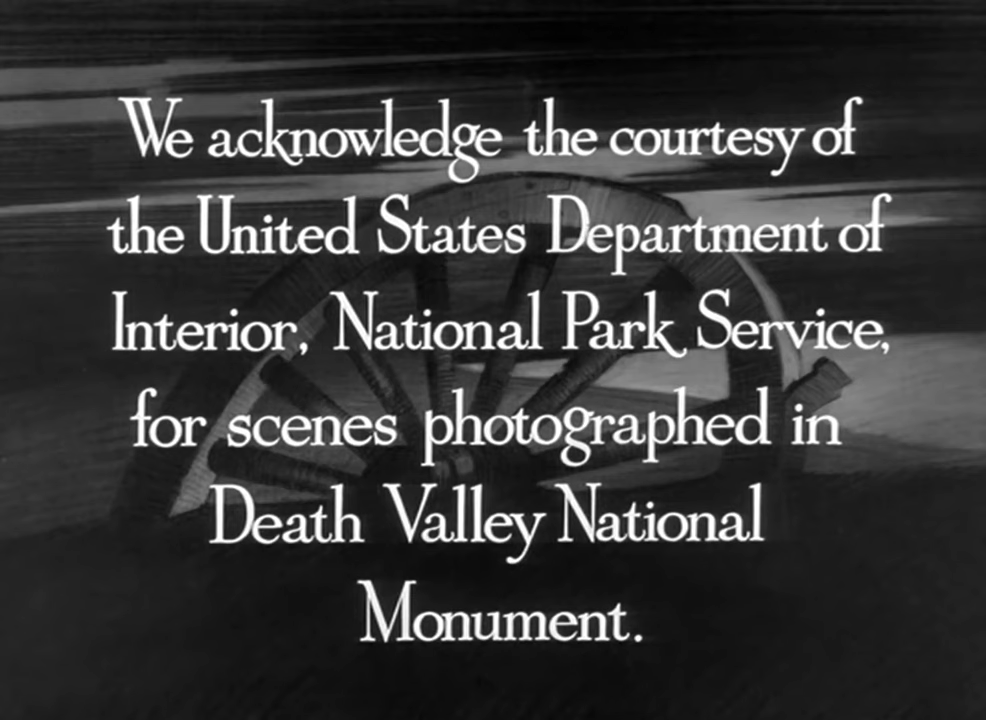 We acknowledge the courtesy of
the United States Department of
Interior, National Park Service,
for scenes photographed in
Death Valley National
Monument.